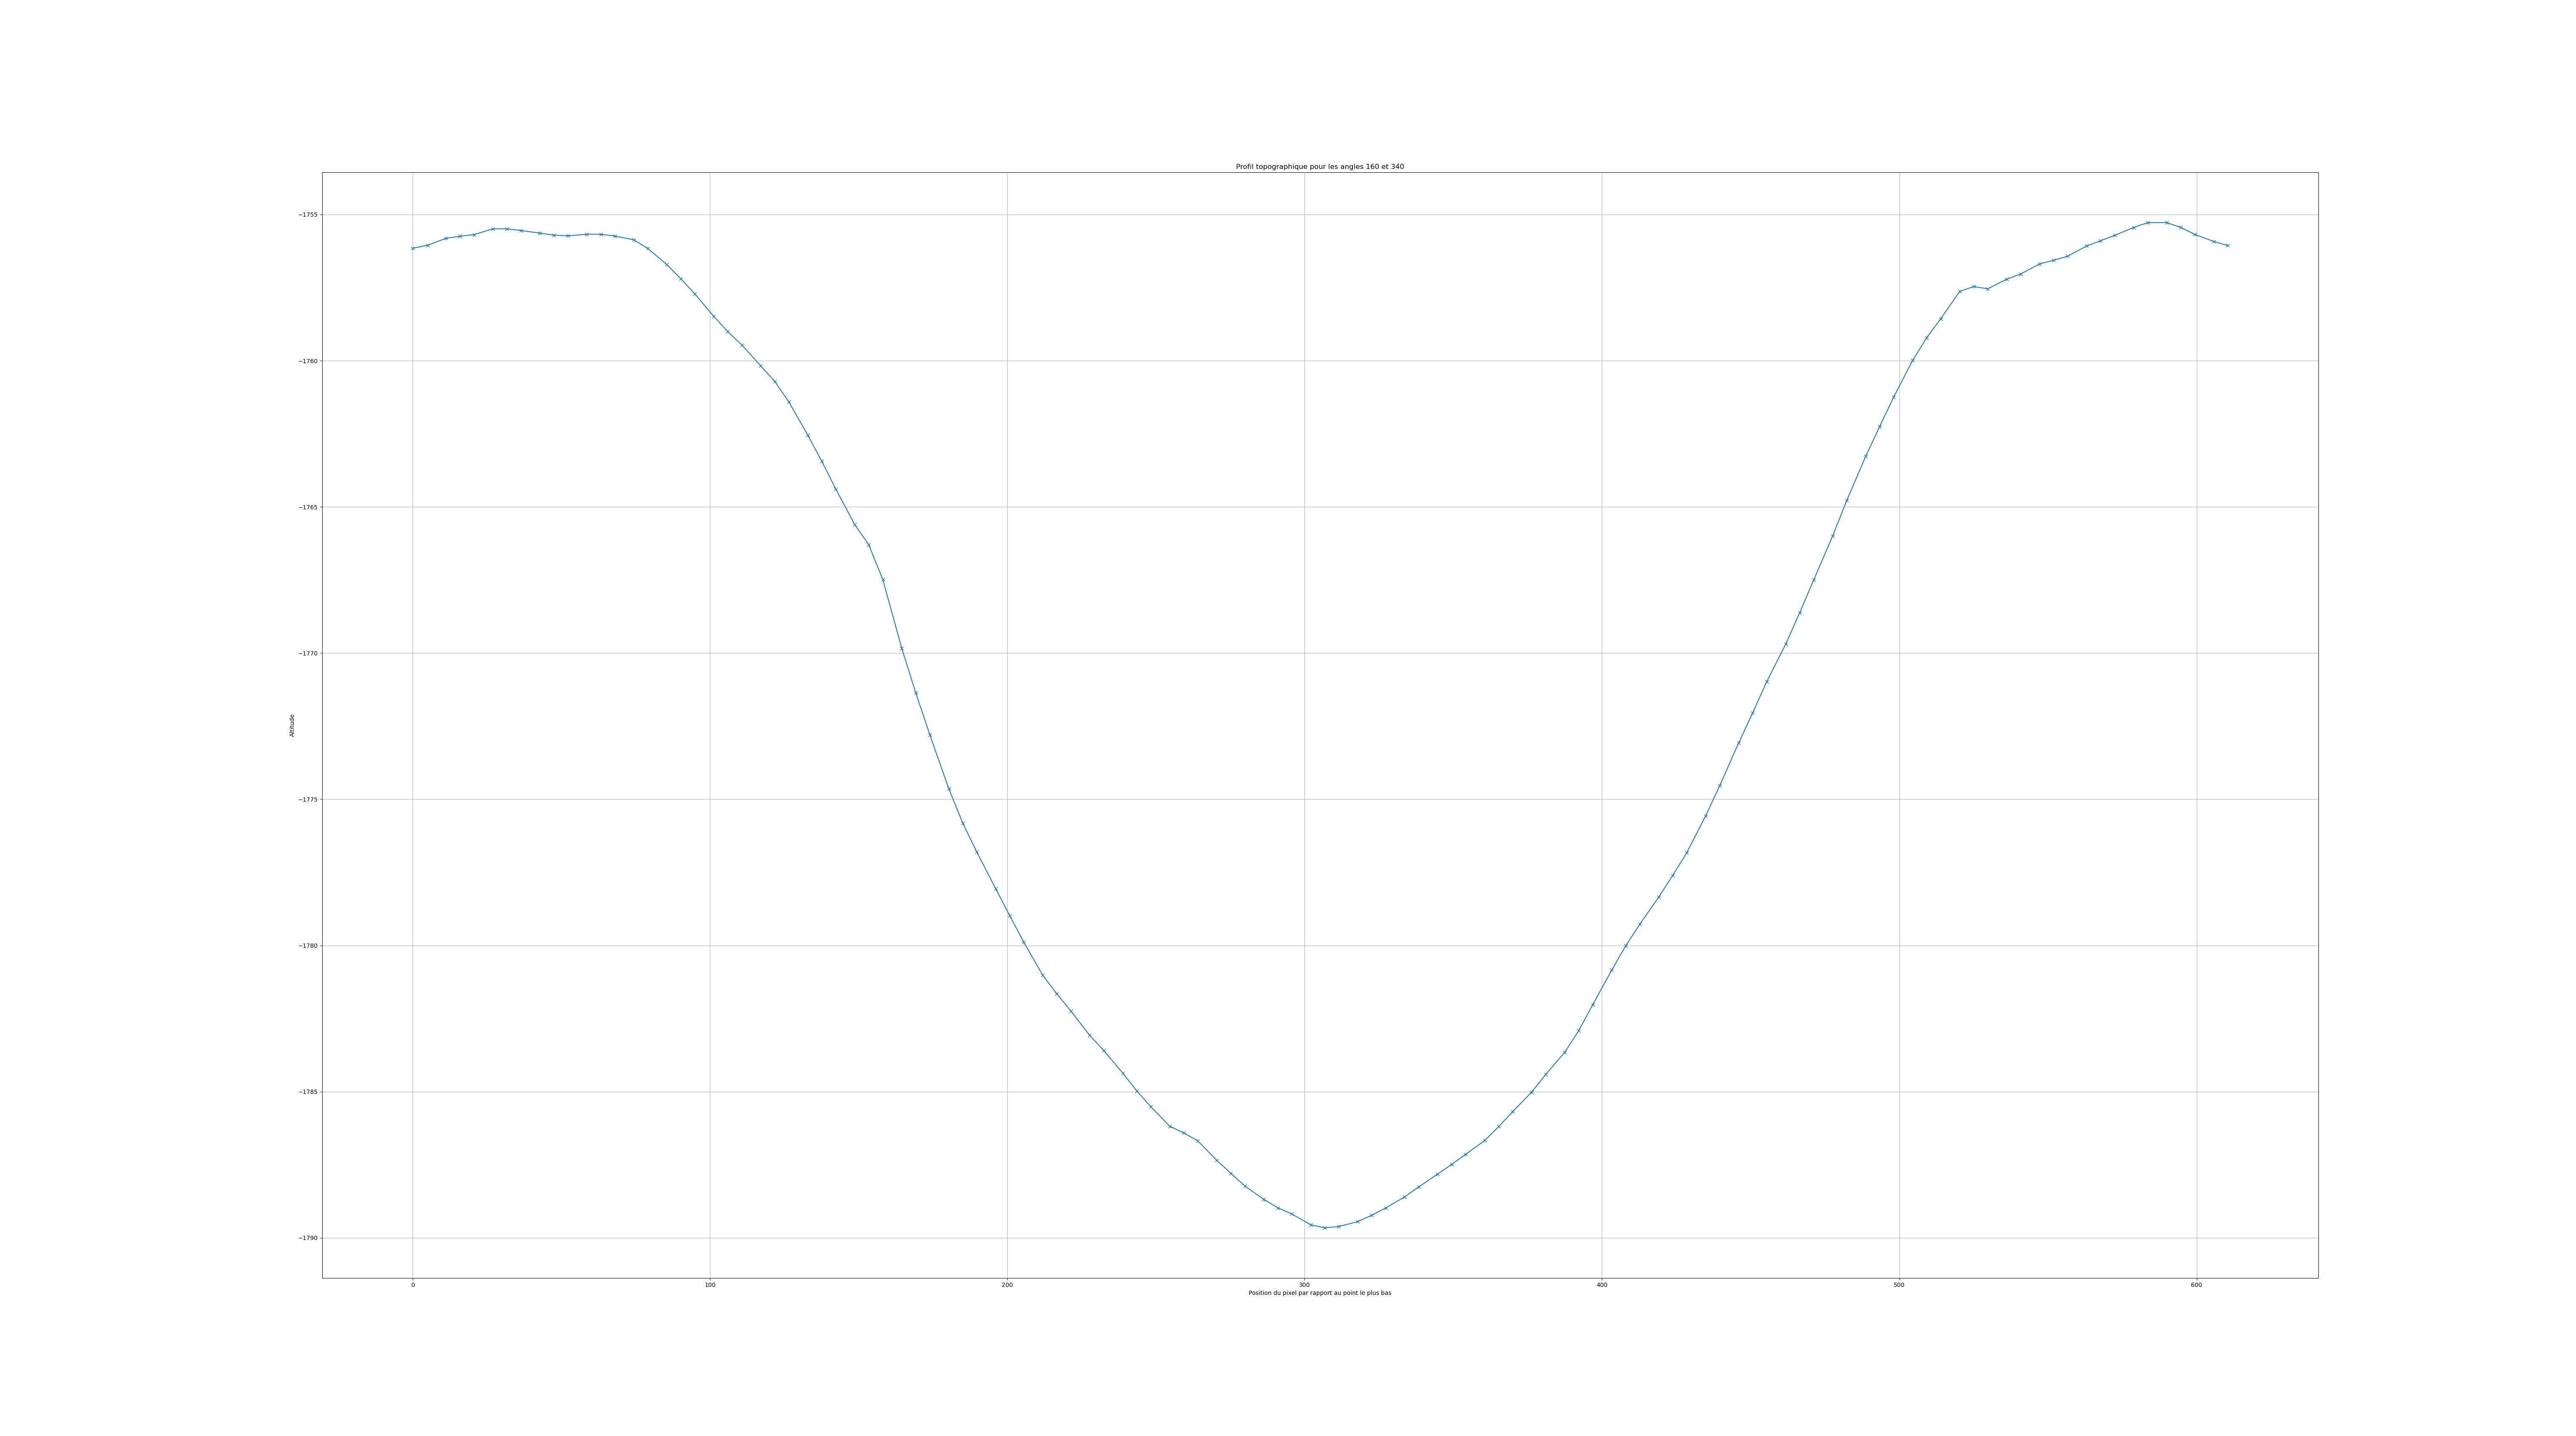 Profil topographique pour les angles 160 et 340
−1755
−1760
−1765
−1770
−1775
−1780
−1785
−1790
Altitude
0 100 200 300 400 500 600
Position du pixel par rapport au point le plus bas